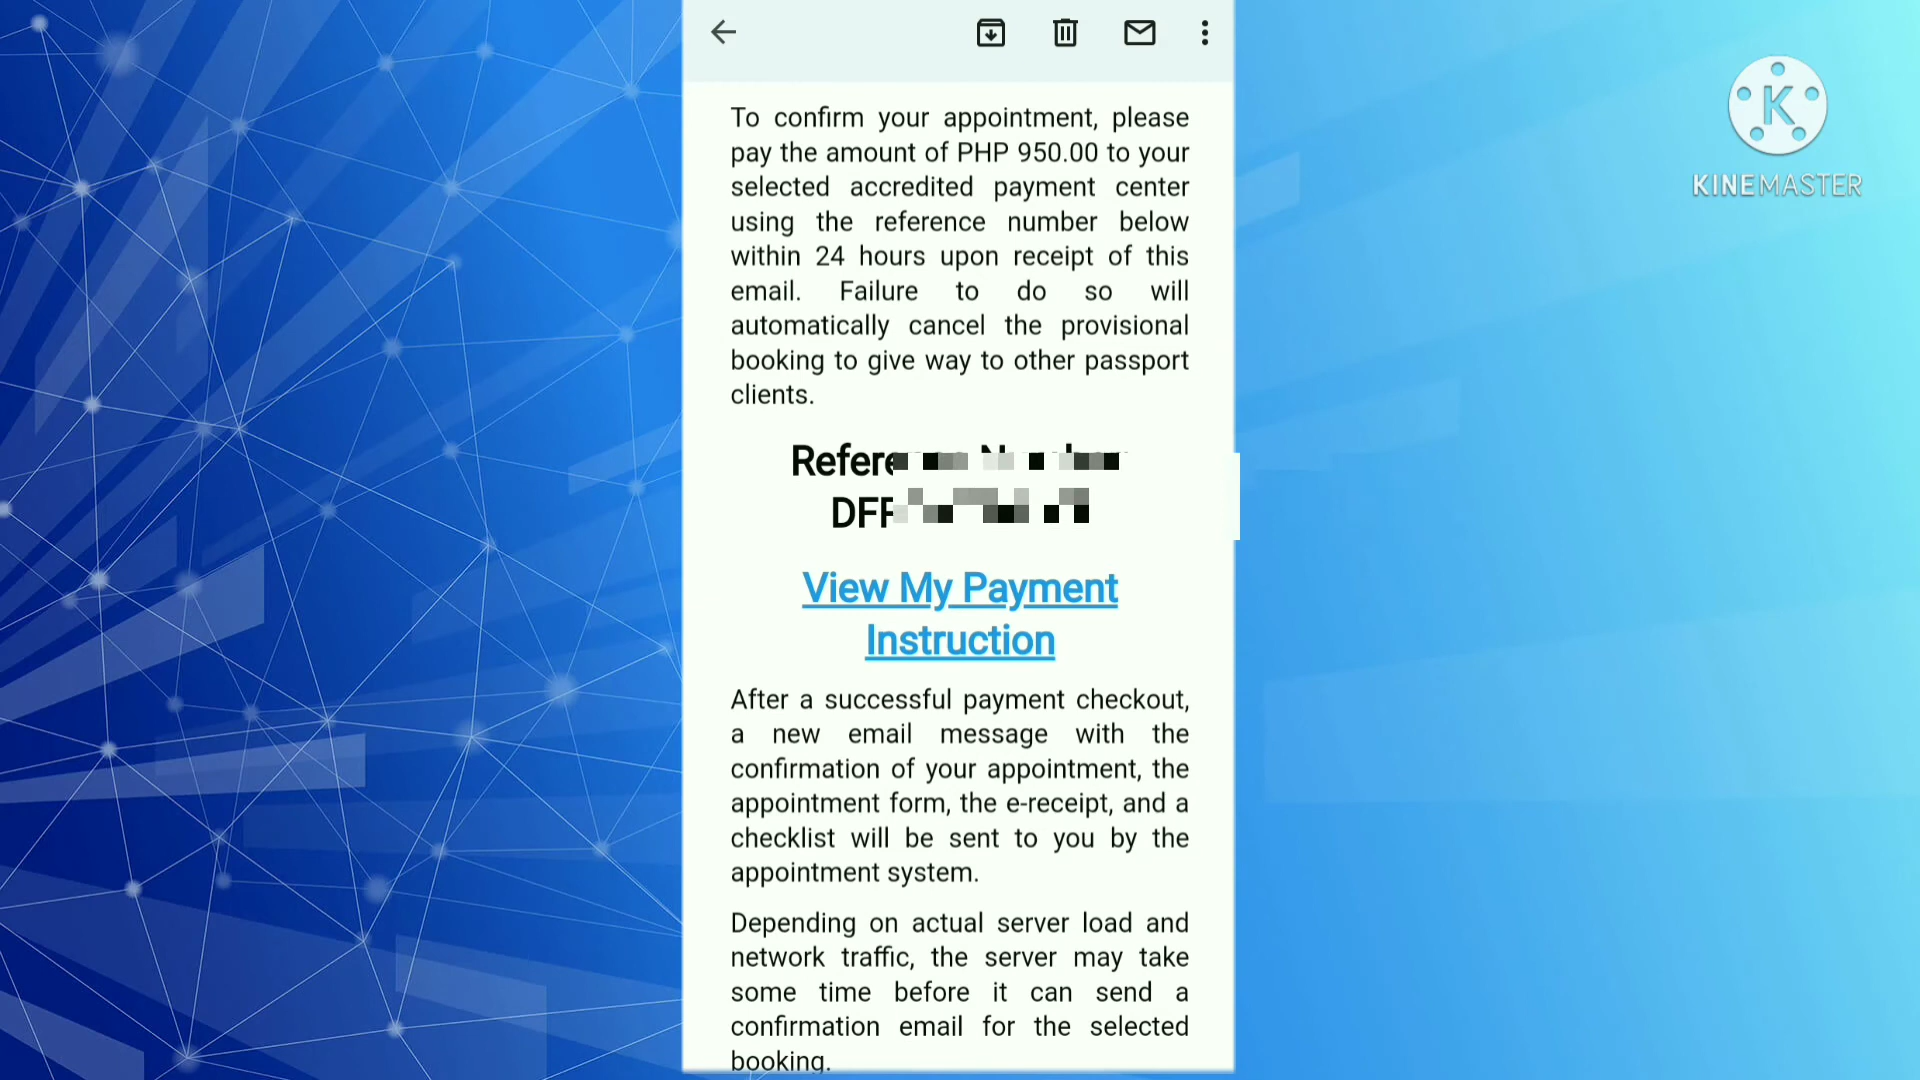 To confirm your appointment, please
pay the amount of PHP 950.00 to your
selected accredited payment center
using the reference number below
within 24 hours upon receipt of this
email. Failure to do so will
automatically cancel the provisional
booking to give way to other passport
clients.
View My Payment
Instruction
After a successful payment checkout,
a new email message with the
confirmation of your appointment, the
appointment form, the e-receipt, and a
checklist will be sent to you by the
appointment system.
Depending on actual server load and
network traffic, the server may take
some time before it can send a
confirmation email for the selected
booking.
K
KINEMASTER